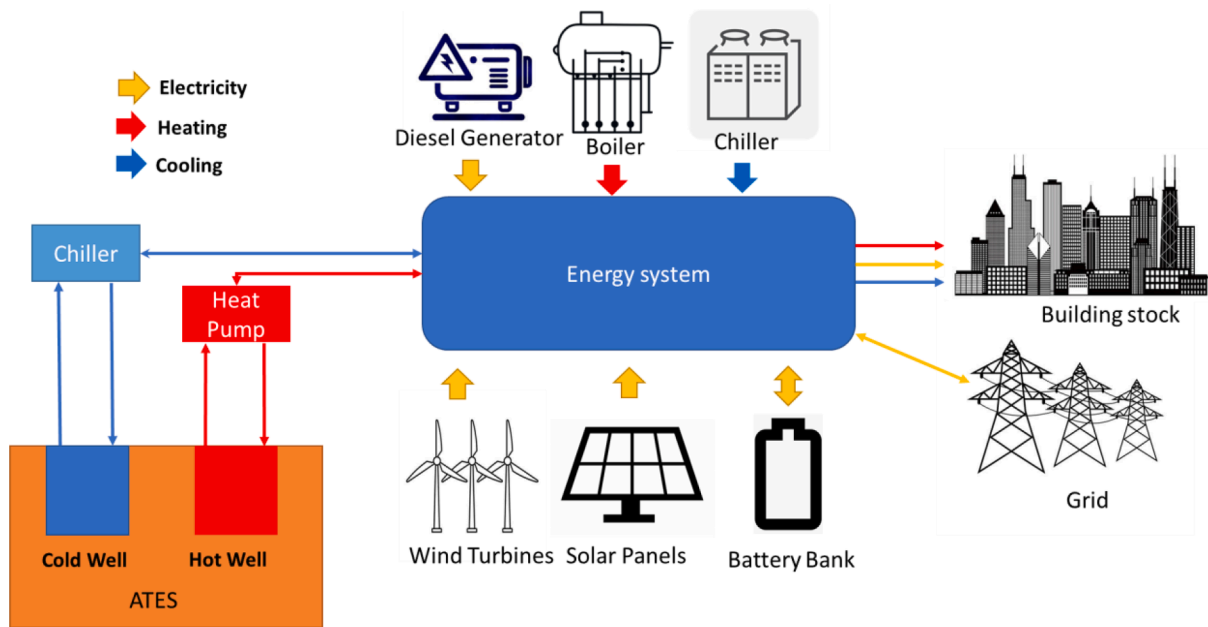 Electricity
Heating
Cooling
Diesel Generator
Boiler
Chiller
Chiller
Heat
Pump
Energy system
Building stock
Grid
Wind Turbines
Solar Panels
Battery Bank
Cold Well
Hot Well
ATES